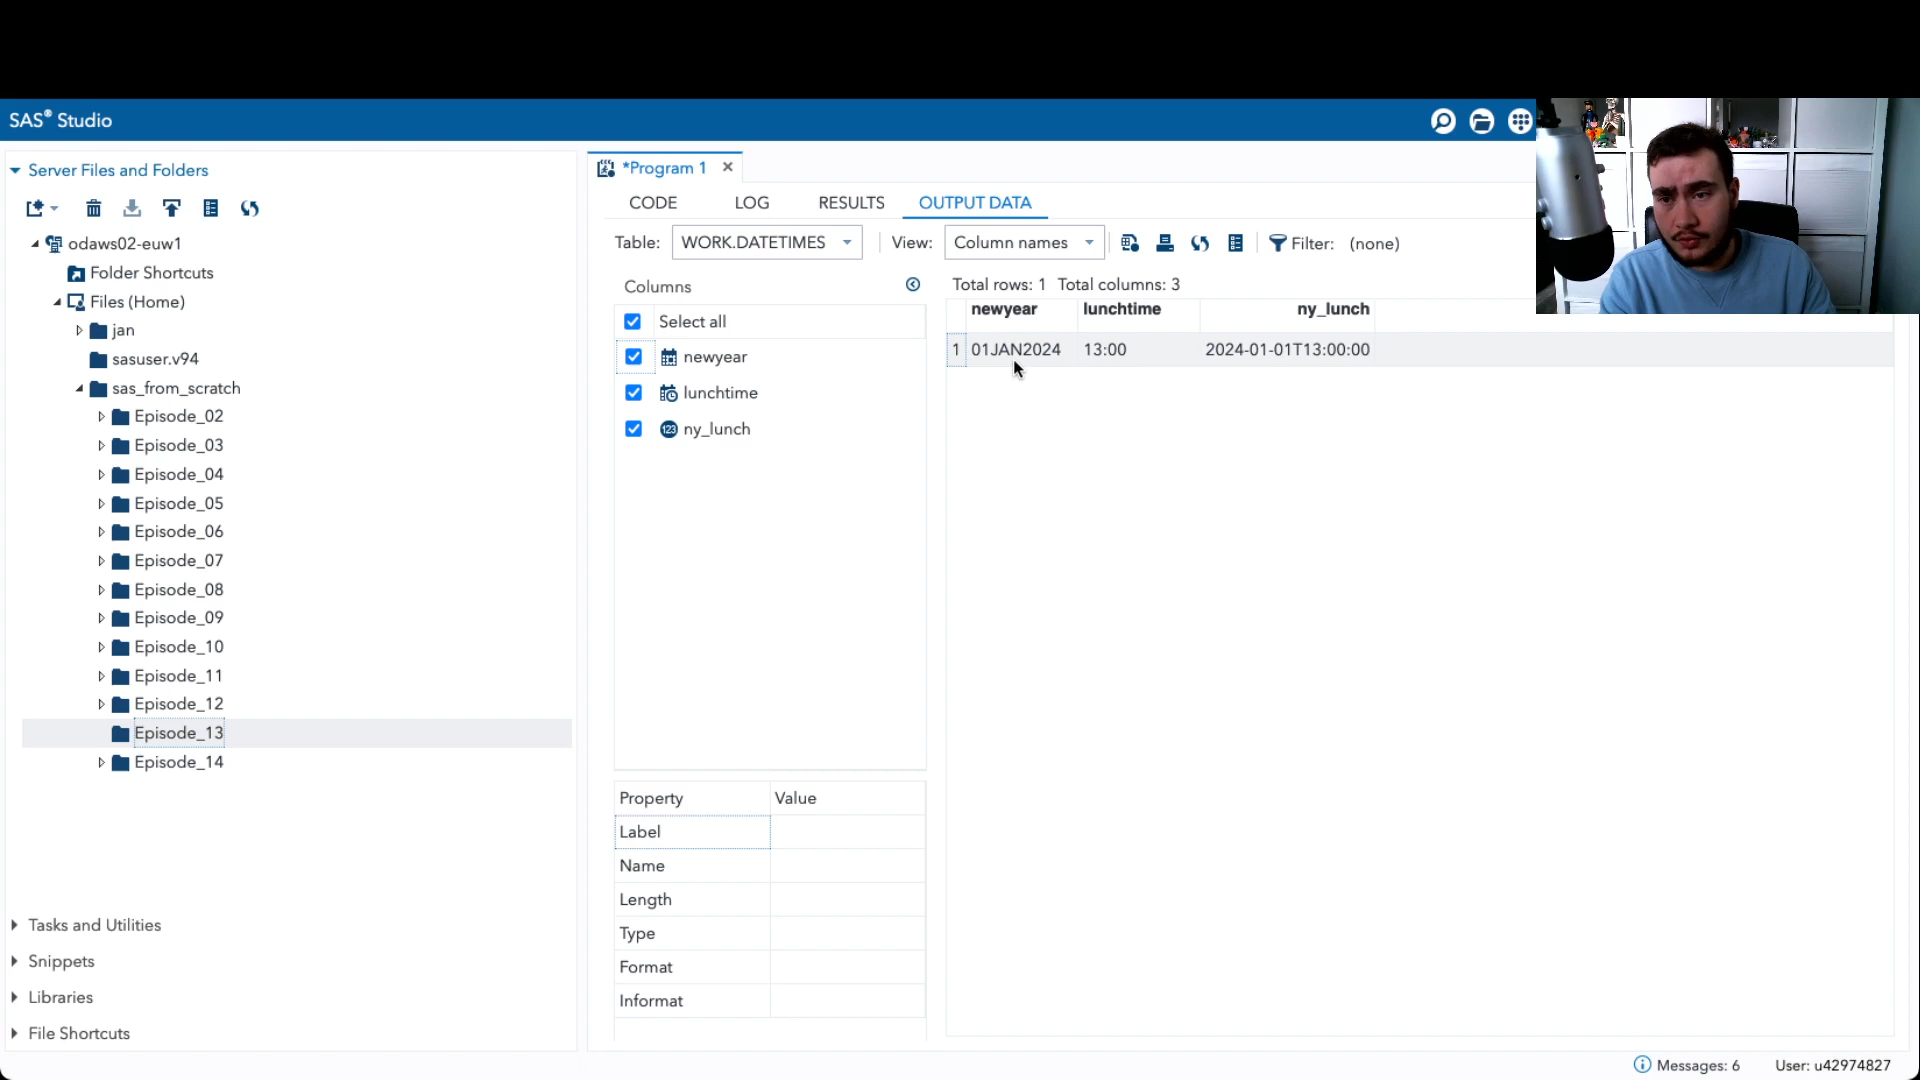 SAS® Studio
Server Files and Folders
odaws02-euw1
Folder Shortcuts
Files (Home)
jan
sasuser.v94
sas_from_scratch
Episode_02
Episode_03
Episode_04
Episode_05
Episode_06
Episode_07
Episode_08
Episode_09
Episode_10
Episode_11
Episode_12
Episode_13
Episode_14
Tasks and Utilities
Snippets
Libraries
File Shortcuts
*Program 1
CODE LOG RESULTS OUTPUT DATA
Table: WORK.DATETIMES View: Column names Filter: (none)
Columns
Select all
newyear
lunchtime
123 ny_lunch
Property Value
Label
Name
Length
Type
Format
Informat
Total rows: 1 Total columns: 3
newyear lunchtime ny_lunch
1 01JAN2024 13:00 2024-01-01T13:00:00
Messages: 6 User: u42974827